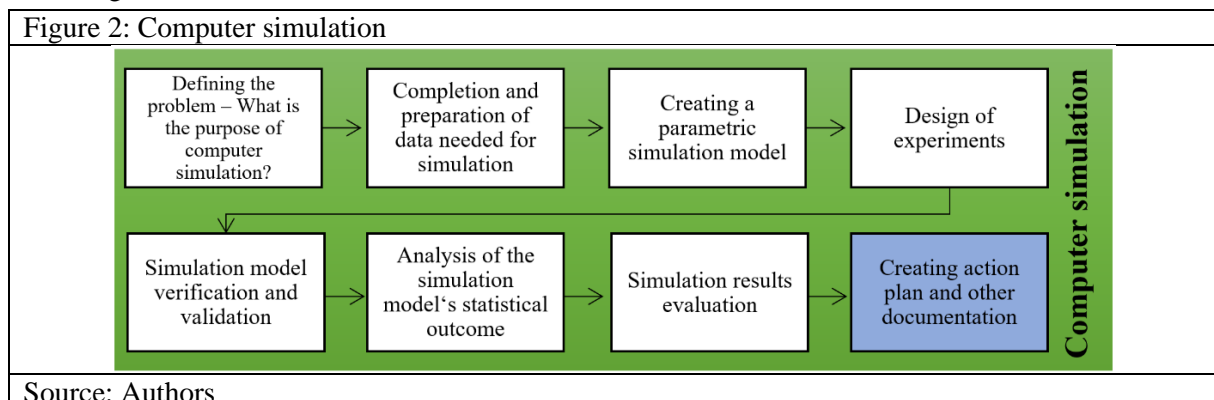 Figure 2: Computer simulation
Defining the
problem – What is
the purpose of
computer
simulation?
Completion and
preparation of
data needed for
simulation
Creating a
parametric
simulation model
Design of
experiments
Simulation model
verification and
validation
Analysis of the
simulation
model‘s statistical
outcome
Simulation results
evaluation
Creating action
plan and other
documentation
Computer simulation
Source: Authors